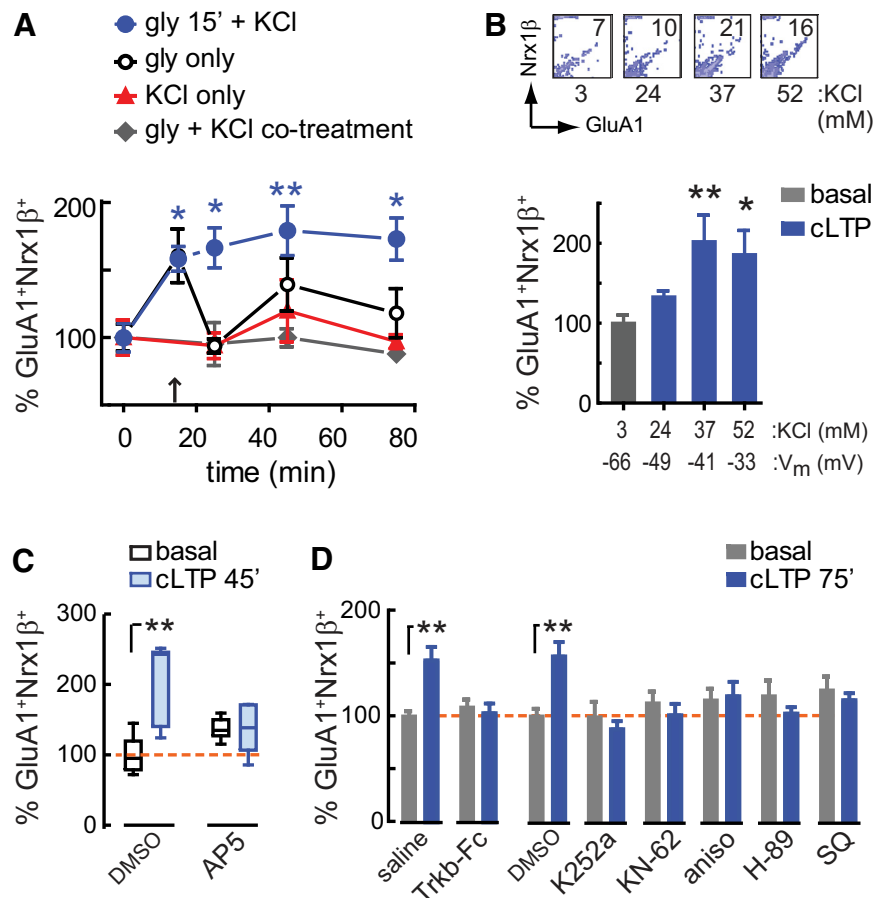 A
gly 15' + KCl
gly only
KCl only
gly + KCl co-treatment
% GluA1⁺Nrx1β⁺
200
100
* * ** *
↑
0 20 40 60 80
time (min)
B
Nrx1β
7 10 21 16
3 24 37 52 :KCl (mM)
GluA1
basal
cLTP
% GluA1⁺Nrx1β⁺
200
100
0
** *
3 24 37 52 :KCl (mM)
-66 -49 -41 -33 :Vm (mV)
C
basal
cLTP 45'
% GluA1⁺Nrx1β⁺
300
200
100
0
**
DMSO AP5
D
basal
cLTP 75'
% GluA1⁺Nrx1β⁺
200
100
0
** **
saline Trkb-Fc DMSO K252a KN-62 aniso H-89 SQ